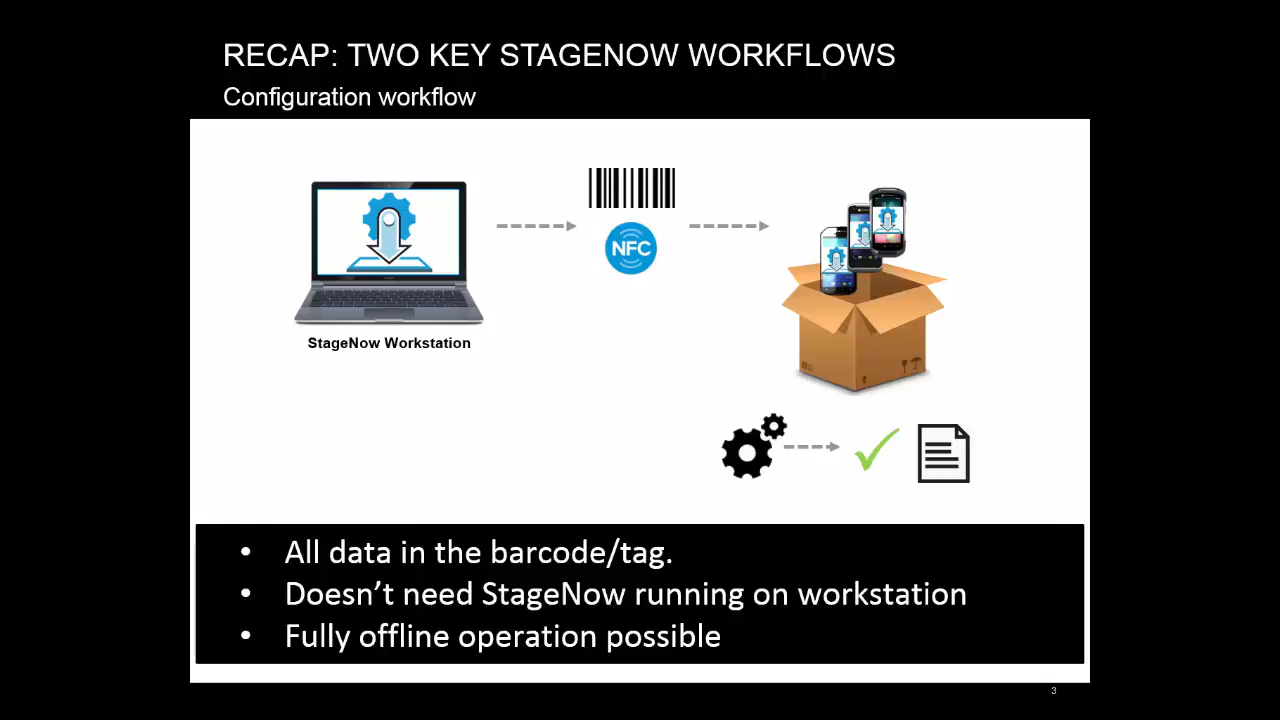 RECAP: TWO KEY STAGENOW WORKFLOWS
Configuration workflow
NFC
StageNow Workstation
• All data in the barcode/tag.
• Doesn’t need StageNow running on workstation
• Fully offline operation possible
3